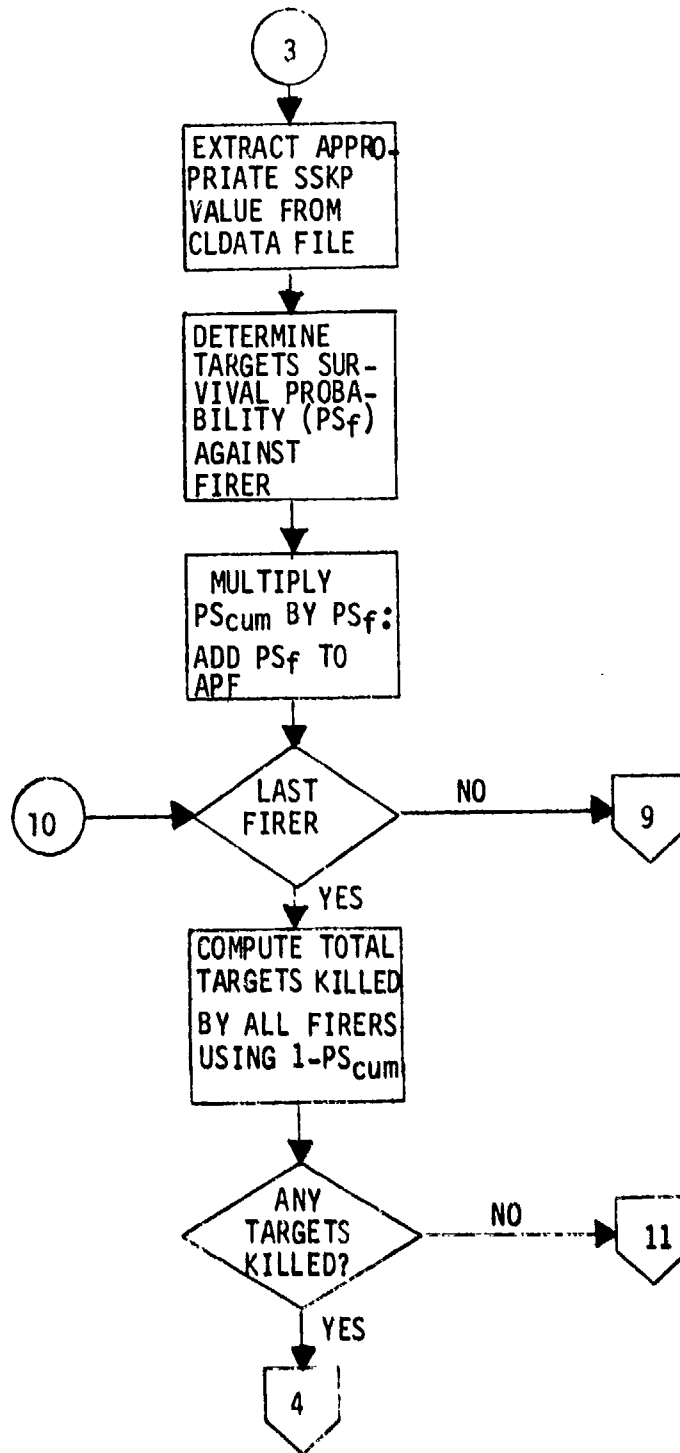 3
EXTRACT APPRO-
PRIATE SSKP
VALUE FROM
CLDATA FILE
DETERMINE
TARGETS SUR-
VIVAL PROBA-
BILITY (PSf)
AGAINST
FIRER
MULTIPLY
PScum BY PSf:
ADD PSf TO
APF
LAST
FIRER
NO
9
10
YES
COMPUTE TOTAL
TARGETS KILLED
BY ALL FIRERS
USING 1-PScum
ANY
TARGETS
KILLED?
NO
11
YES
4